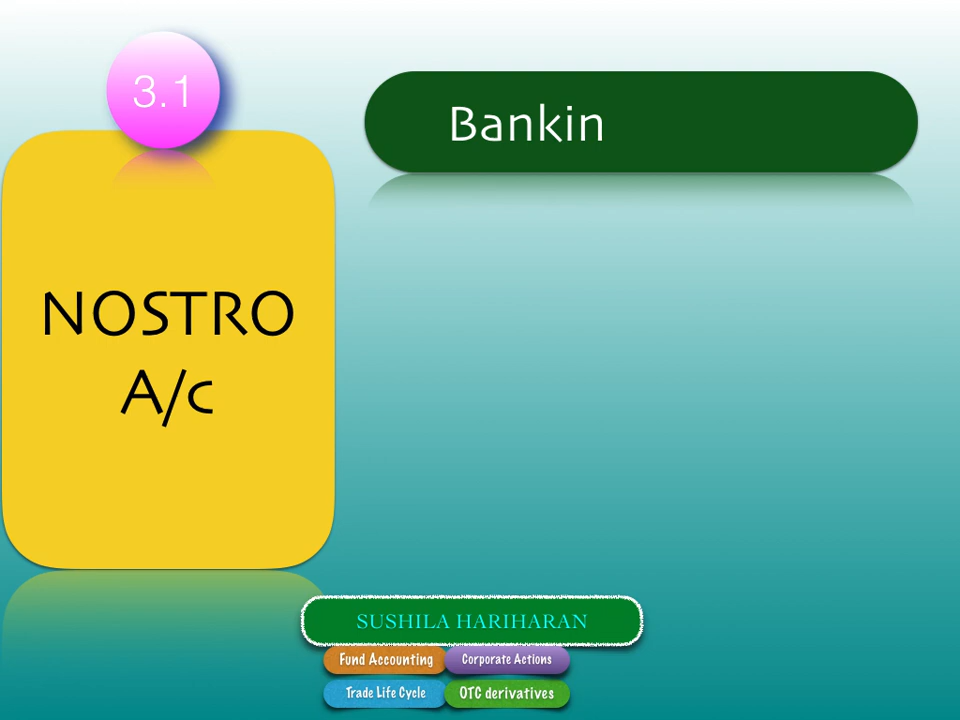 3.1
Bankin
NOSTRO
A/c
SUSHILA HARIHARAN
Fund Accounting
Corporate Actions
Trade Life Cycle
OTC derivatives